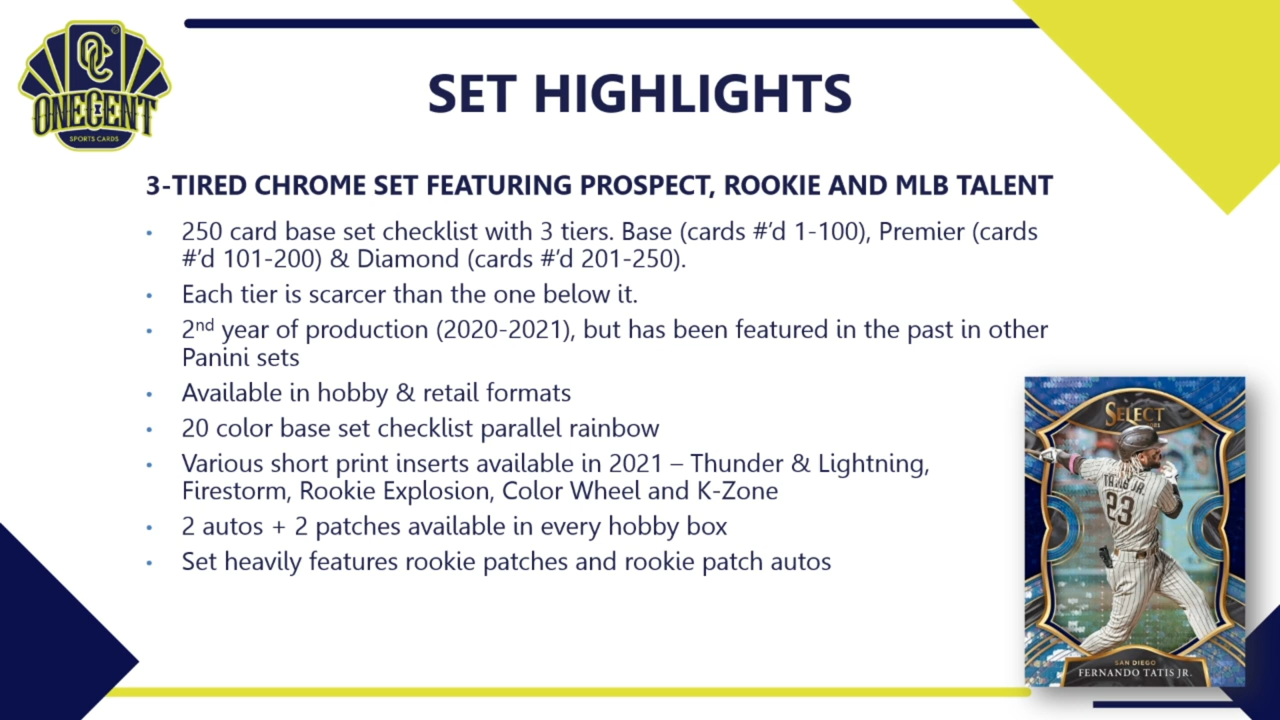 OC
ONECENT
SPORTS CARDS
SET HIGHLIGHTS
3-TIRED CHROME SET FEATURING PROSPECT, ROOKIE AND MLB TALENT
• 250 card base set checklist with 3 tiers. Base (cards #'d 1-100), Premier (cards
#'d 101-200) & Diamond (cards #'d 201-250).
• Each tier is scarcer than the one below it.
• 2nd year of production (2020-2021), but has been featured in the past in other
Panini sets
• Available in hobby & retail formats
• 20 color base set checklist parallel rainbow
• Various short print inserts available in 2021 – Thunder & Lightning,
Firestorm, Rookie Explosion, Color Wheel and K-Zone
• 2 autos + 2 patches available in every hobby box
• Set heavily features rookie patches and rookie patch autos
SELECT
TATIS JR.
23
SAN DIEGO
FERNANDO TATIS JR.